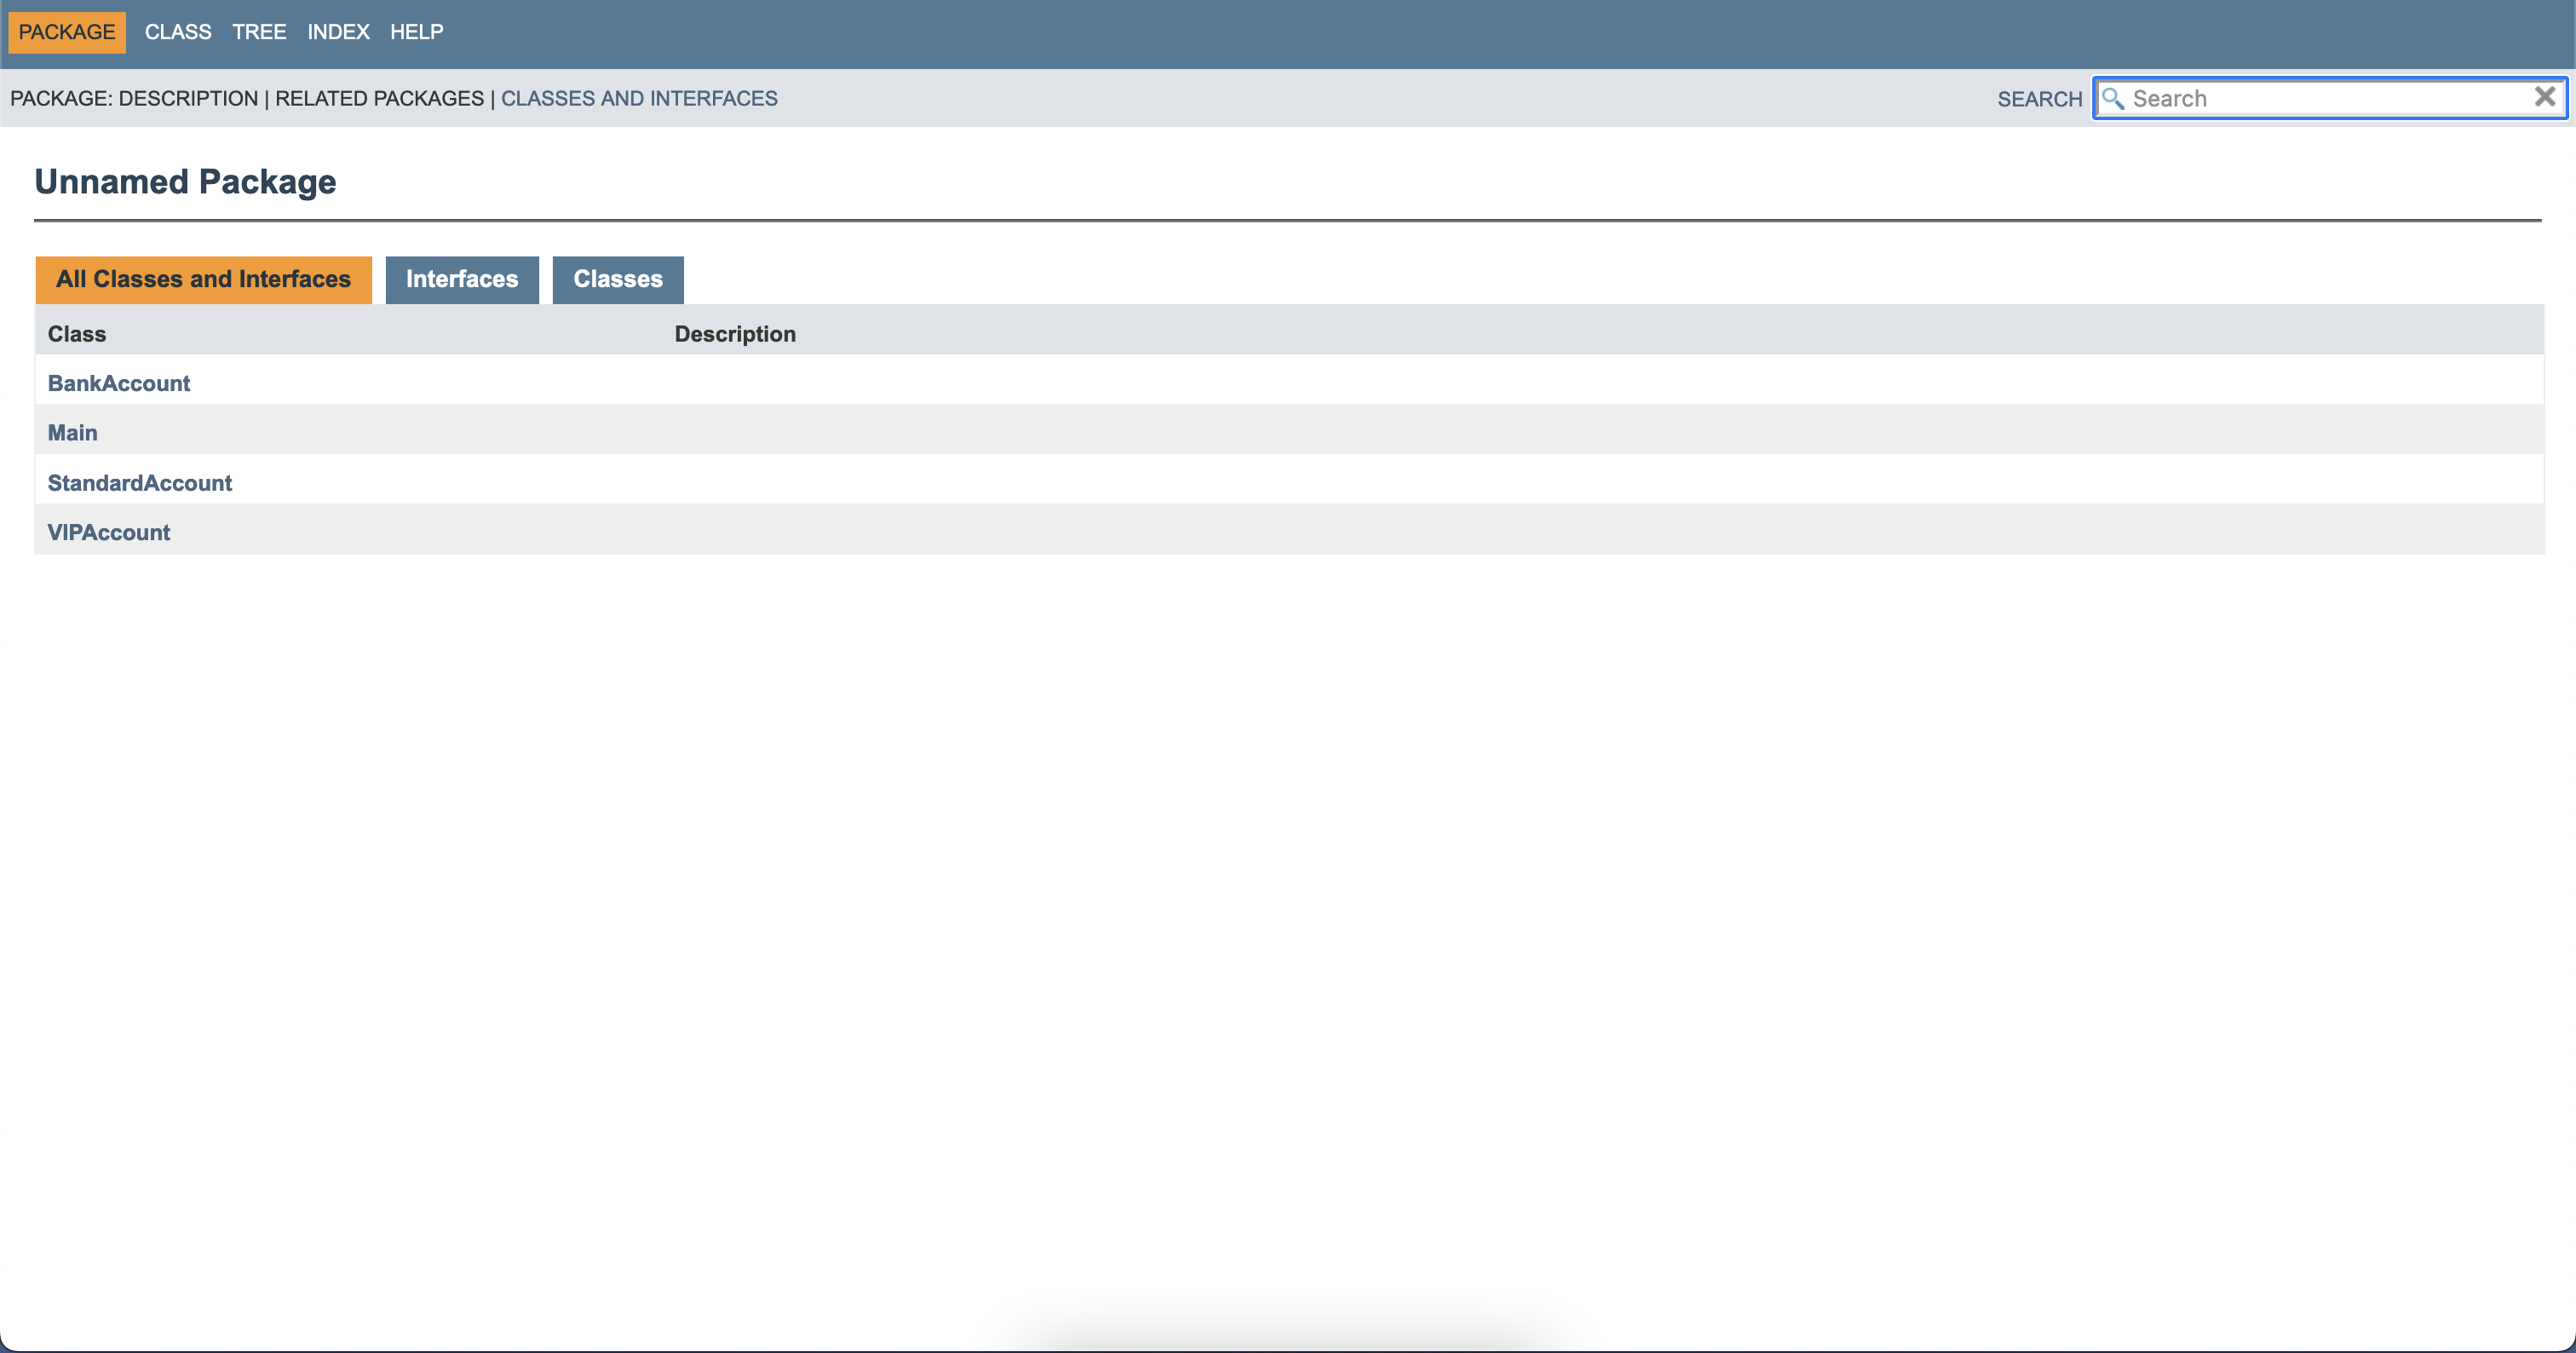 PACKAGE CLASS TREE INDEX HELP
PACKAGE: DESCRIPTION | RELATED PACKAGES | CLASSES AND INTERFACES SEARCH Search
Unnamed Package
All Classes and Interfaces Interfaces Classes
Class Description
BankAccount
Main
StandardAccount
VIPAccount